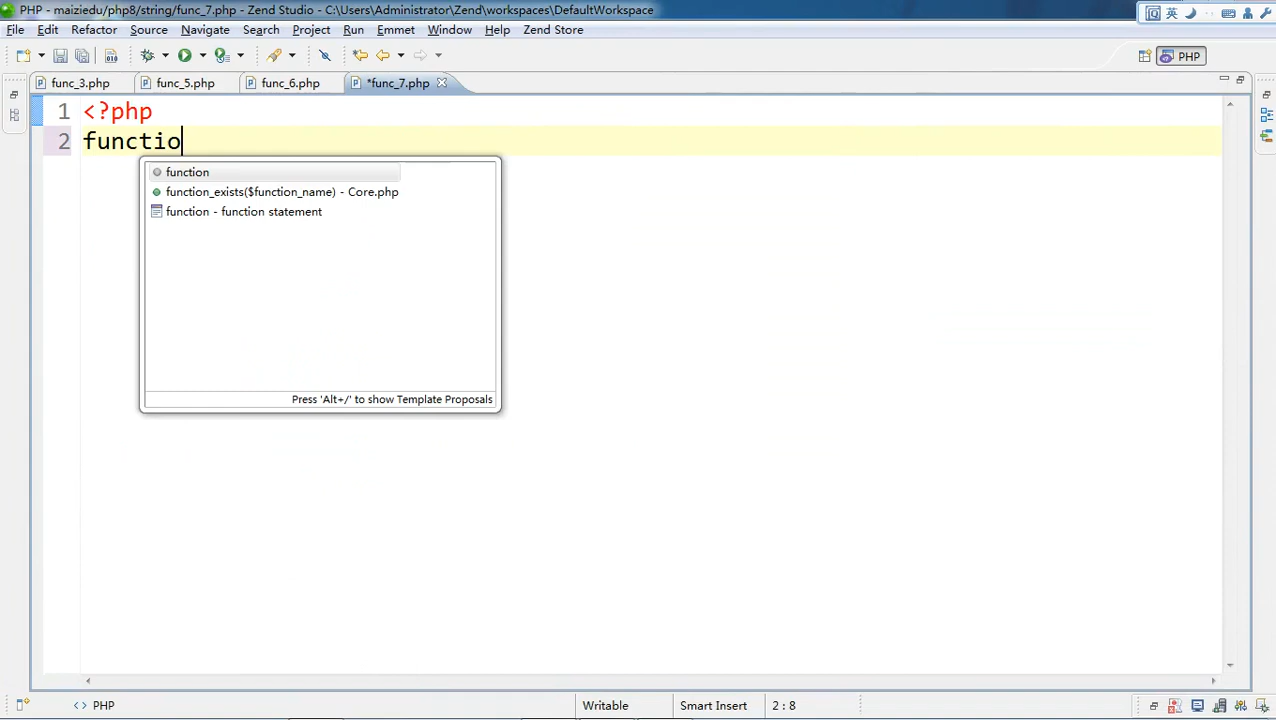 PHP - maiziedu/php8/string/func_7.php - Zend Studio - C:\Users\Administrator\Zend\workspaces\DefaultWorkspace
英
File Edit Refactor Source Navigate Search Project Run Emmet Window Help Zend Store
PHP
func_3.php func_5.php func_6.php *func_7.php
1 <?php
2 functio
function
function_exists($function_name) - Core.php
function - function statement
Press 'Alt+/' to show Template Proposals
<> PHP Writable Smart Insert 2 : 8